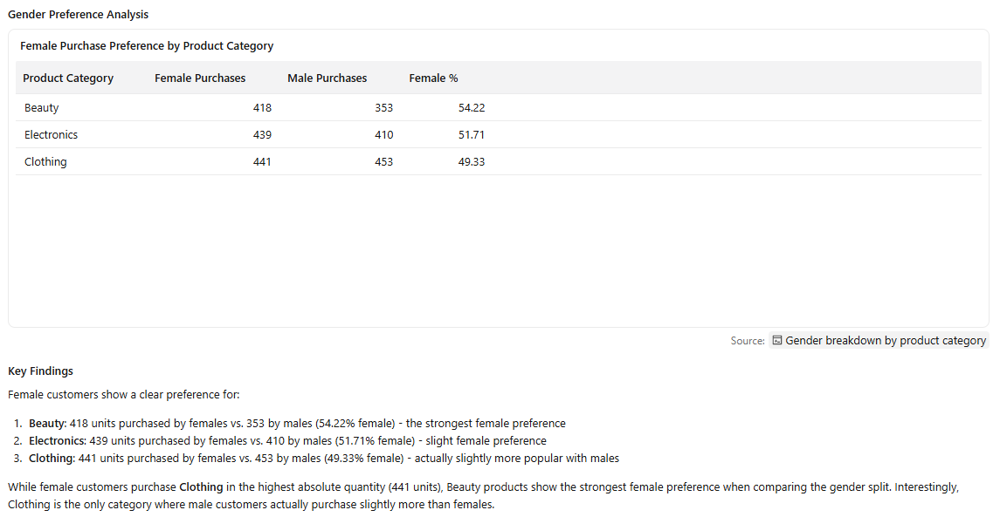 Gender Preference Analysis
Female Purchase Preference by Product Category
Product Category Female Purchases Male Purchases Female %
Beauty 418 353 54.22
Electronics 439 410 51.71
Clothing 441 453 49.33
Source: Gender breakdown by product category
Key Findings
Female customers show a clear preference for:
1. Beauty: 418 units purchased by females vs. 353 by males (54.22% female) - the strongest female preference
2. Electronics: 439 units purchased by females vs. 410 by males (51.71% female) - slight female preference
3. Clothing: 441 units purchased by females vs. 453 by males (49.33% female) - actually slightly more popular with males
While female customers purchase Clothing in the highest absolute quantity (441 units), Beauty products show the strongest female preference when comparing the gender split. Interestingly,
Clothing is the only category where male customers actually purchase slightly more than females.